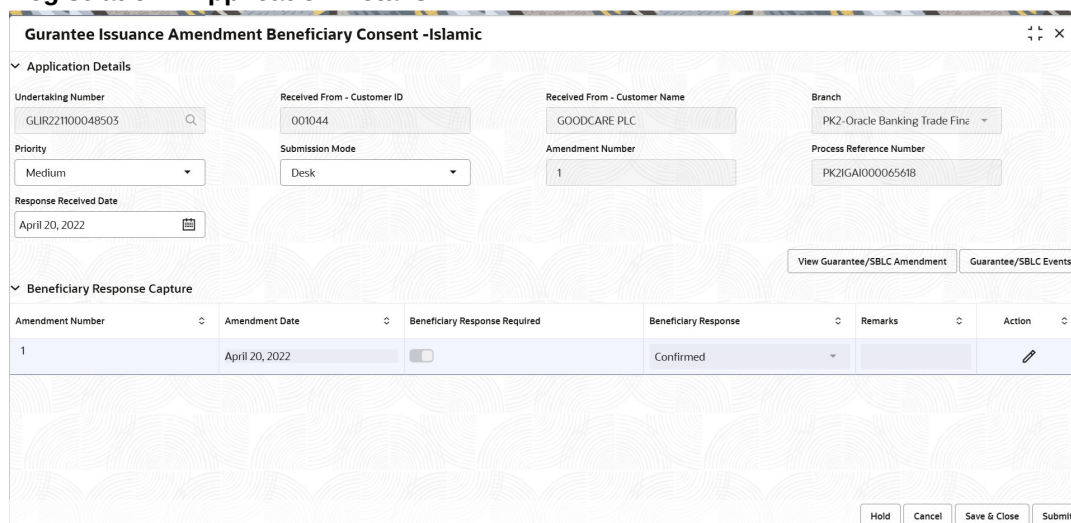 Gurantee Issuance Amendment Beneficiary Consent -Islamic
Application Details
Undertaking Number Received From - Customer ID Received From - Customer Name Branch
GLIR221100048503 001044 GOODCARE PLC PK2-Oracle Banking Trade Fina
Priority Submission Mode Amendment Number Process Reference Number
Medium Desk 1 PK2IGAI000065618
Response Received Date
April 20, 2022
View Guarantee/SBLC Amendment Guarantee/SBLC Events
Beneficiary Response Capture
Amendment Number Amendment Date Beneficiary Response Required Beneficiary Response Remarks Action
1 April 20, 2022 Confirmed
Hold Cancel Save & Close Submit